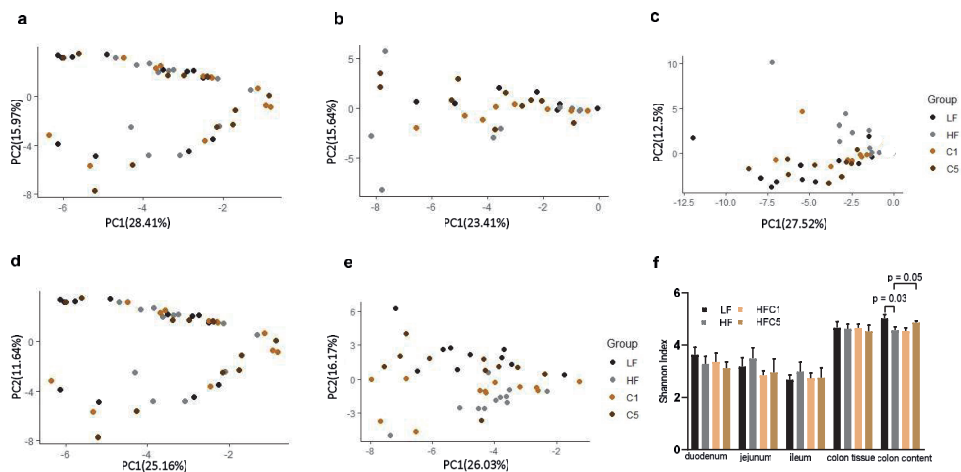 a
PC2(15.97%)
0
-4
-8
-6
-4
-2
PC1(28.41%)
b
PC2(15.64%)
5
0
-5
-8
-6
-4
-2
0
PC1(23.41%)
c
PC2(12.5%)
10
5
0
-12.5
-10.0
-7.5
-5.0
-2.5
0.0
PC1(27.52%)
Group
LF
HF
C1
C5
d
PC2(11.64%)
0
-4
-8
-6
-4
-2
PC1(25.16%)
e
PC2(16.17%)
6
3
0
-3
-8
-6
-4
-2
PC1(26.03%)
Group
LF
HF
C1
C5
f
Shannon Index
6
4
2
0
LF
HFC1
HF
HFC5
p = 0.03
p = 0.05
duodenum
jejunum
ileum
colon tissue
colon content